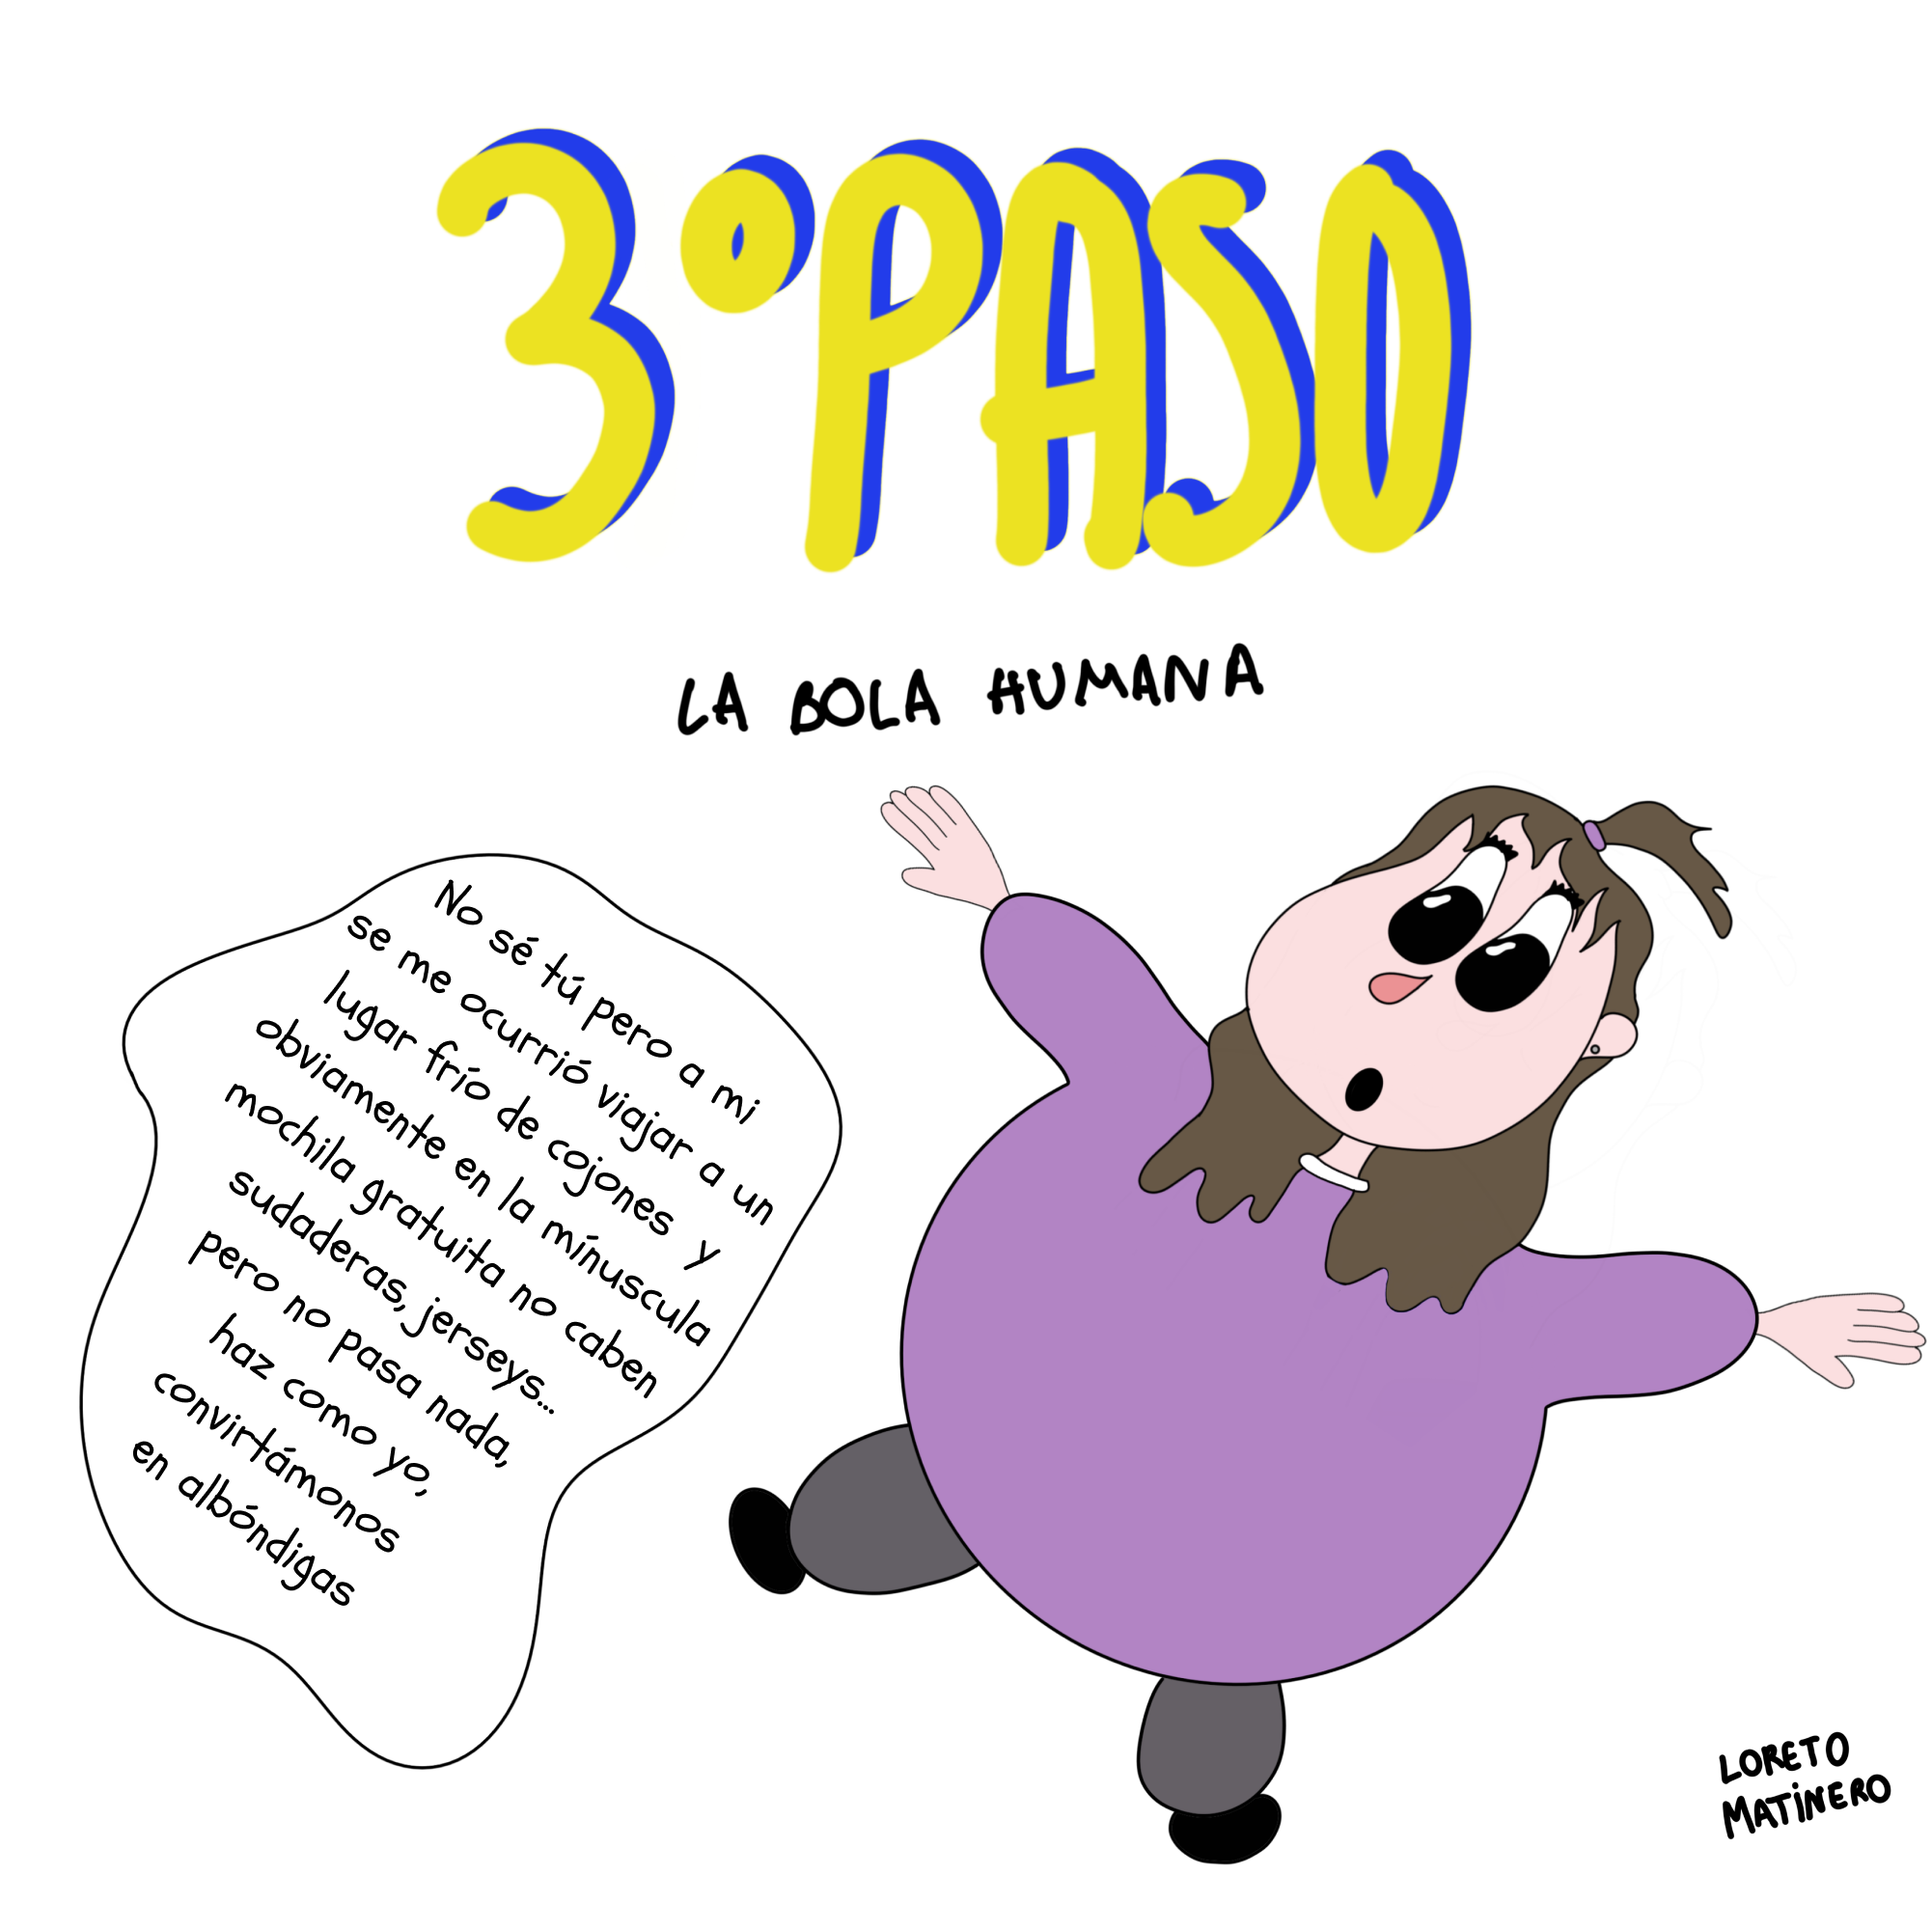 3º PASO
LA BOLA HUMANA
No sé tú pero a mi
se me ocurrió viajar a un
lugar frío de cojones y
obviamente en la mínuscula
mochila gratuita no caben
sudaderas, jerseys...
Pero no pasa nada,
haz como yo,
convirtámonos
en albóndigas
LORETO
MATiNERO